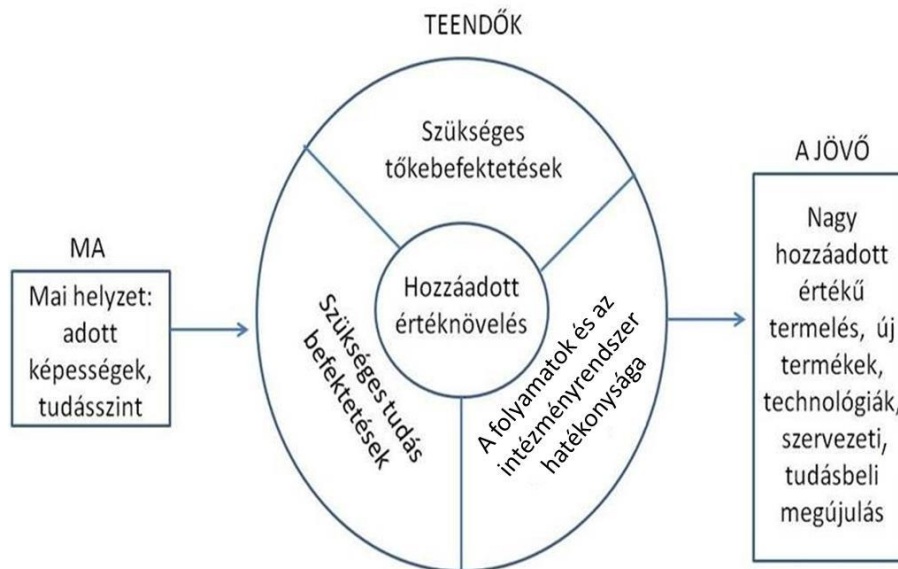 TEENDŐK
Szükséges
tőkebefektetések
MA
Mai helyzet:
adott
képességek,
tudásszint
Szükséges tudás
befektetések
Hozzáadott
értéknövelés
A folyamatok és az
intézményrendszer
hatékonysága
A JÖVŐ
Nagy
hozzáadott
értékű
termelés, új
termékek,
technológiák,
szervezeti,
tudásbeli
megújulás